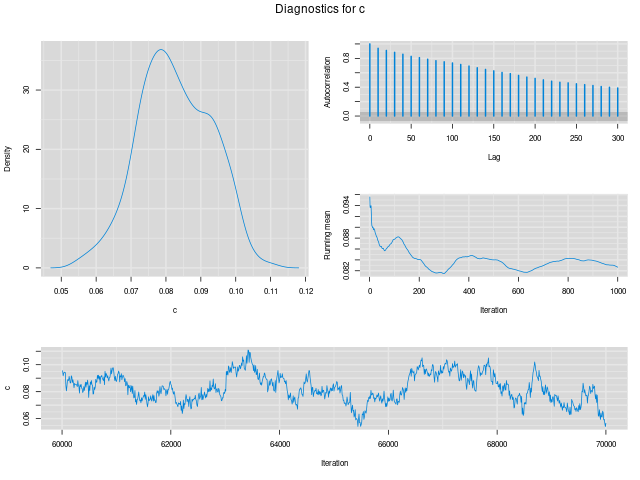 Diagnostics for c
Density
0 10 20 30
0.05 0.06 0.07 0.08 0.09 0.10 0.11 0.12
c
Autocorrelation
0.0 0.4 0.8
0 50 100 150 200 250 300
Lag
Running mean
0.082 0.088 0.094
0 200 400 600 800 1000
Iteration
c
0.06 0.08 0.10
60000 62000 64000 66000 68000 70000
Iteration